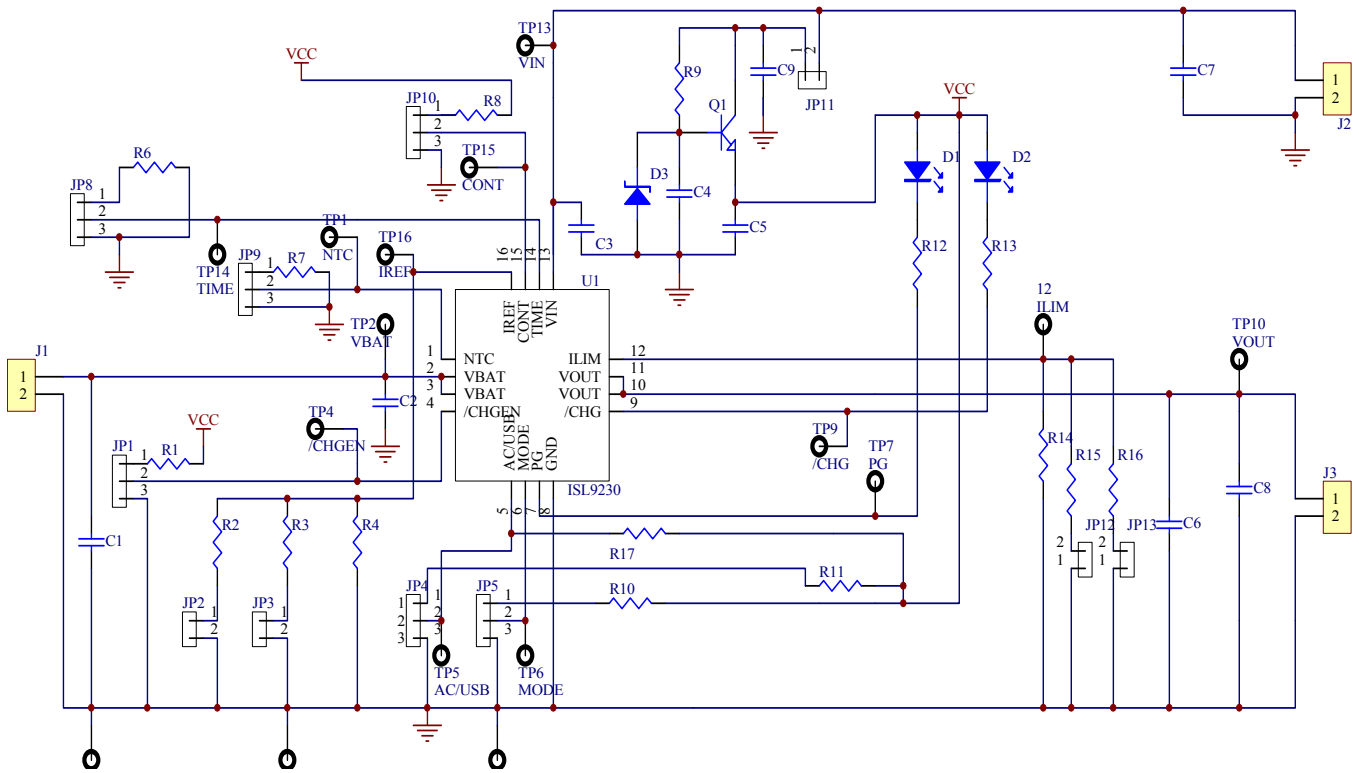 TP13
VIN
VCC
R8
JP10
1
2
3
TP15
CONT
R9
Q1
C9
1
2
JP11
VCC
C7
1
2
J2
R6
JP8
1
2
3
TP14
TIME
TP1
NTC
TP16
IREF
JP9
1
2
3
R7
D3
C4
C5
C3
D1
D2
R12
R13
16
15
14
13
U1
IREF
CONT
TIME
VIN
TP2
VBAT
12
ILIM
TP10
VOUT
J1
1
2
1
2
3
4
NTC
VBAT
VBAT
/CHGEN
ILIM
VOUT
VOUT
/CHG
12
11
10
9
C2
TP4
/CHGEN
VCC
JP1
1
2
3
R1
AC/USB
MODE
PG
GND
ISL9230
5
6
7
8
TP9
/CHG
TP7
PG
R14
R15
R16
C8
J3
1
2
C1
R2
R3
R4
R17
R11
R10
JP12
2
1
JP13
2
1
C6
JP2
1
2
JP3
1
2
JP4
1
2
3
1
2
3
JP5
1
2
3
TP5
AC/USB
TP6
MODE